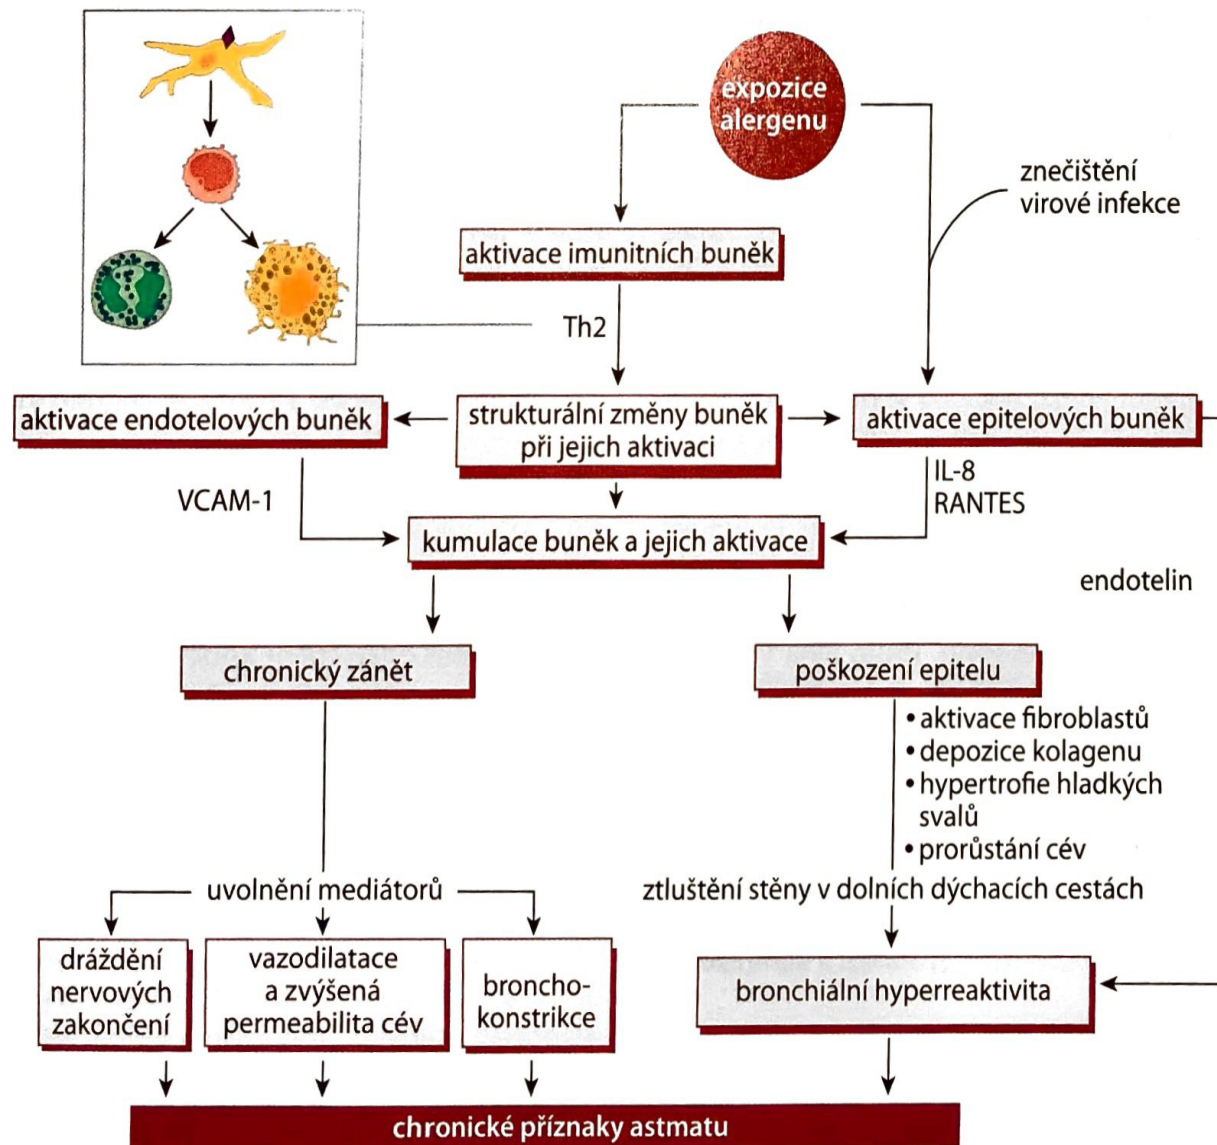 expozice
alergenu
znečištění
virové infekce
aktivace imunitních buněk
Th2
aktivace endotelových buněk
strukturální změny buněk
při jejich aktivaci
aktivace epitelových buněk
VCAM-1
IL-8
RANTES
kumulace buněk a jejich aktivace
endotelin
chronický zánět
poškození epitelu
• aktivace fibroblastů
• depozice kolagenu
• hypertrofie hladkých
svalů
• prorůstání cév
uvolnění mediátorů
ztluštění stěny v dolních dýchacích cestách
dráždění
nervových
zakončení
vazodilatace
a zvýšená
permeabilita cév
broncho-
konstrikce
bronchiální hyperreaktivita
chronické příznaky astmatu